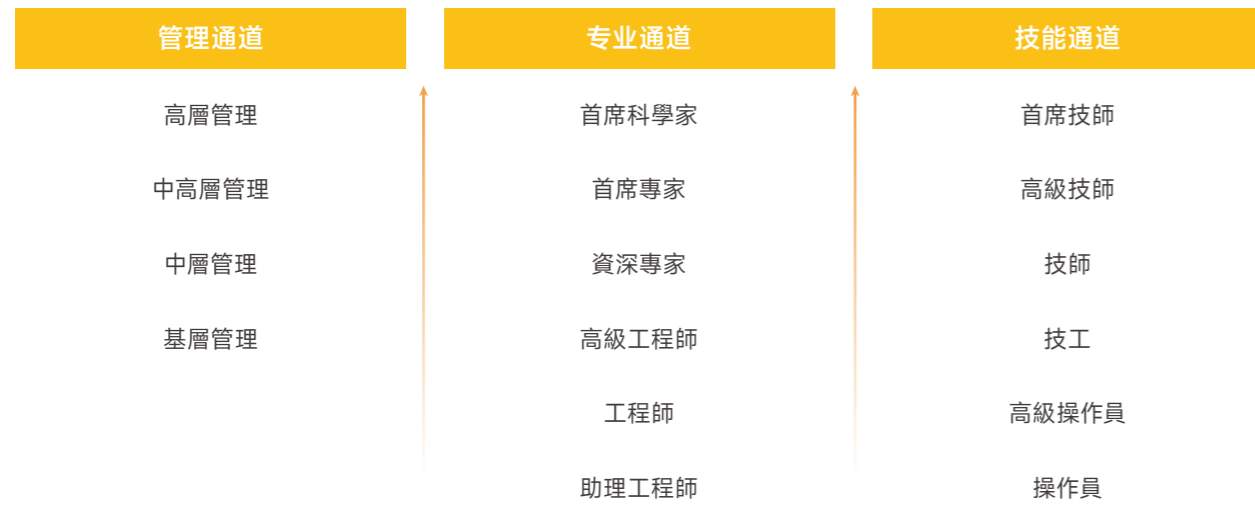 管理通道 专业通道 技能通道
高層管理 首席科學家 首席技師
中高層管理 首席專家 高級技師
中層管理 資深專家 技師
基層管理 高級工程師 技工
工程師 高級操作員
助理工程師 操作員